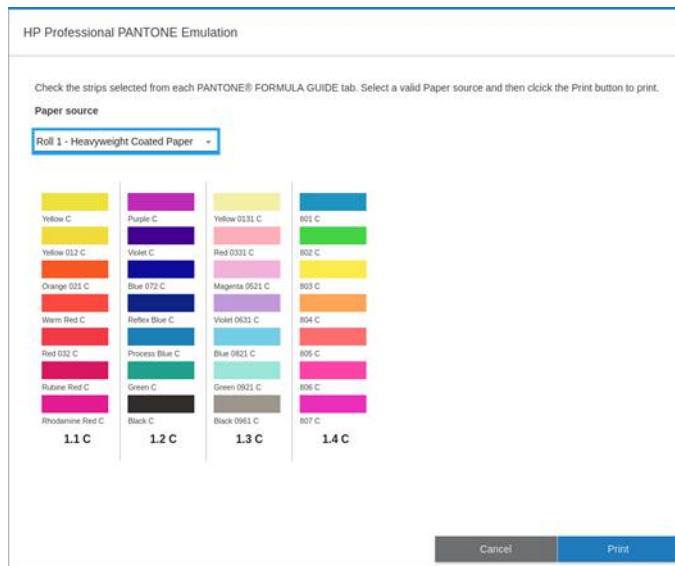 HP Professional PANTONE Emulation
Check the strips selected from each PANTONE® FORMULA GUIDE tab. Select a valid Paper source and then clcick the Print button to print.
Paper source
Roll 1 - Heavyweight Coated Paper
Yellow C
Yellow 012 C
Orange 021 C
Warm Red C
Red 032 C
Rubine Red C
Rhodamine Red C
1.1 C
Purple C
Violet C
Blue 072 C
Reflex Blue C
Process Blue C
Green C
Black C
1.2 C
Yellow 0131 C
Red 0331 C
Magenta 0521 C
Violet 0631 C
Blue 0821 C
Green 0921 C
Black 0961 C
1.3 C
801 C
802 C
803 C
804 C
805 C
806 C
807 C
1.4 C
Cancel
Print